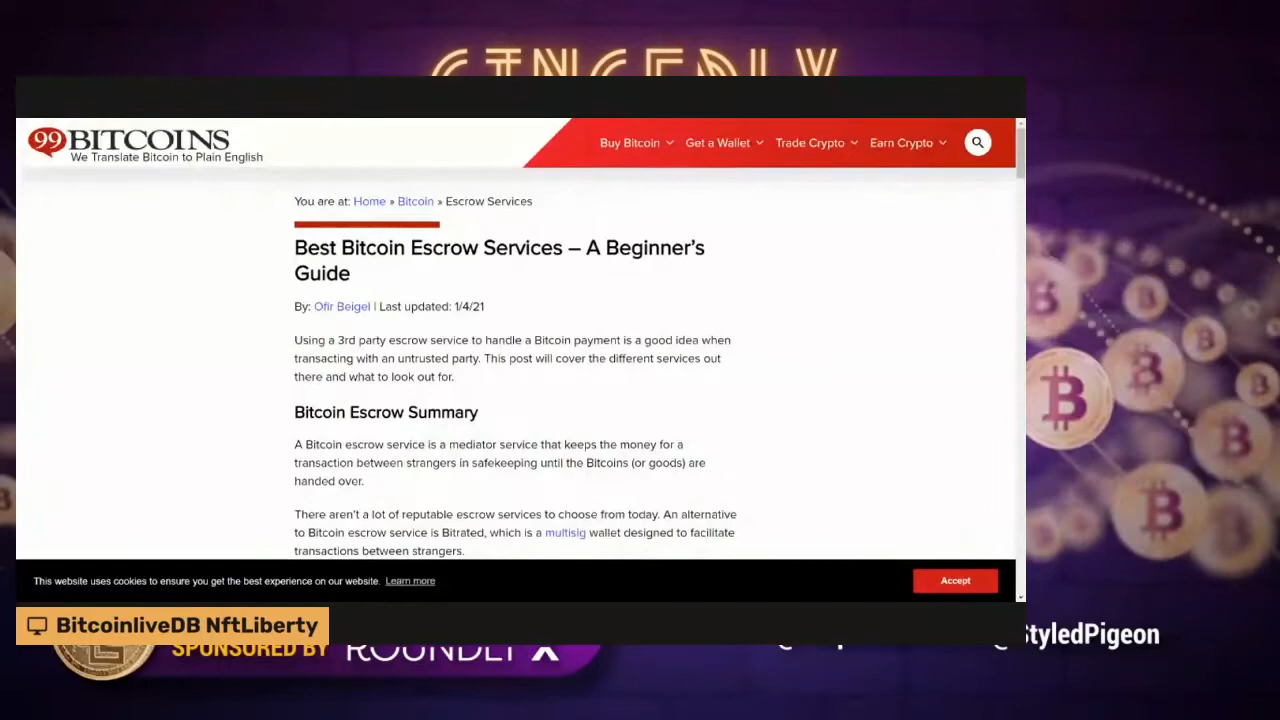 99BITCOINS
We Translate Bitcoin to Plain English
Buy Bitcoin Get a Wallet Trade Crypto Earn Crypto
You are at: Home » Bitcoin » Escrow Services
Best Bitcoin Escrow Services – A Beginner's
Guide
By: Ofir Beigel | Last updated: 1/4/21
Using a 3rd party escrow service to handle a Bitcoin payment is a good idea when
transacting with an untrusted party. This post will cover the different services out
there and what to look out for.
Bitcoin Escrow Summary
A Bitcoin escrow service is a mediator service that keeps the money for a
transaction between strangers in safekeeping until the Bitcoins (or goods) are
handed over.
There aren't a lot of reputable escrow services to choose from today. An alternative
to Bitcoin escrow service is Bitrated, which is a multisig wallet designed to facilitate
transactions between strangers.
This website uses cookies to ensure you get the best experience on our website. Learn more
Accept
BitcoinliveDB NftLiberty
SPONSORED BY ROUNDLY X
StyledPigeon